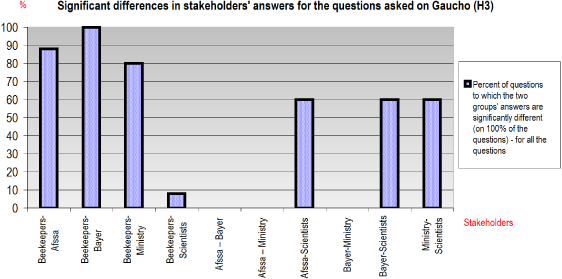 %
Significant differences in stakeholders' answers for the questions asked on Gaucho (H3)
100
90
80
70
60
50
40
30
20
10
0
Beekeepers-
Afssa
Beekeepers-
Bayer
Beekeepers-
Ministry
Beekeepers-
Scientists
Afssa – Bayer
Afssa – Ministry
Afssa-Scientists
Bayer-Ministry
Bayer-Scientists
Ministry-
Scientists
Stakeholders
Percent of questions
to which the two
groups' answers are
significantly different
(on 100% of the
questions) - for all the
questions